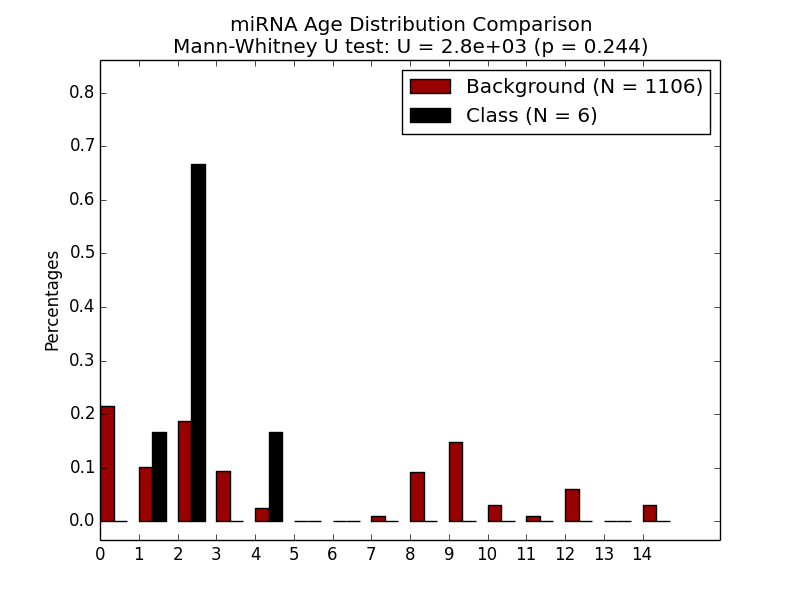 miRNA Age Distribution Comparison
Mann-Whitney U test: U = 2.8e+03 (p = 0.244)
Background (N = 1106)
Class (N = 6)
Percentages
0.8
0.7
0.6
0.5
0.4
0.3
0.2
0.1
0.0
0 1 2 3 4 5 6 7 8 9 10 11 12 13 14